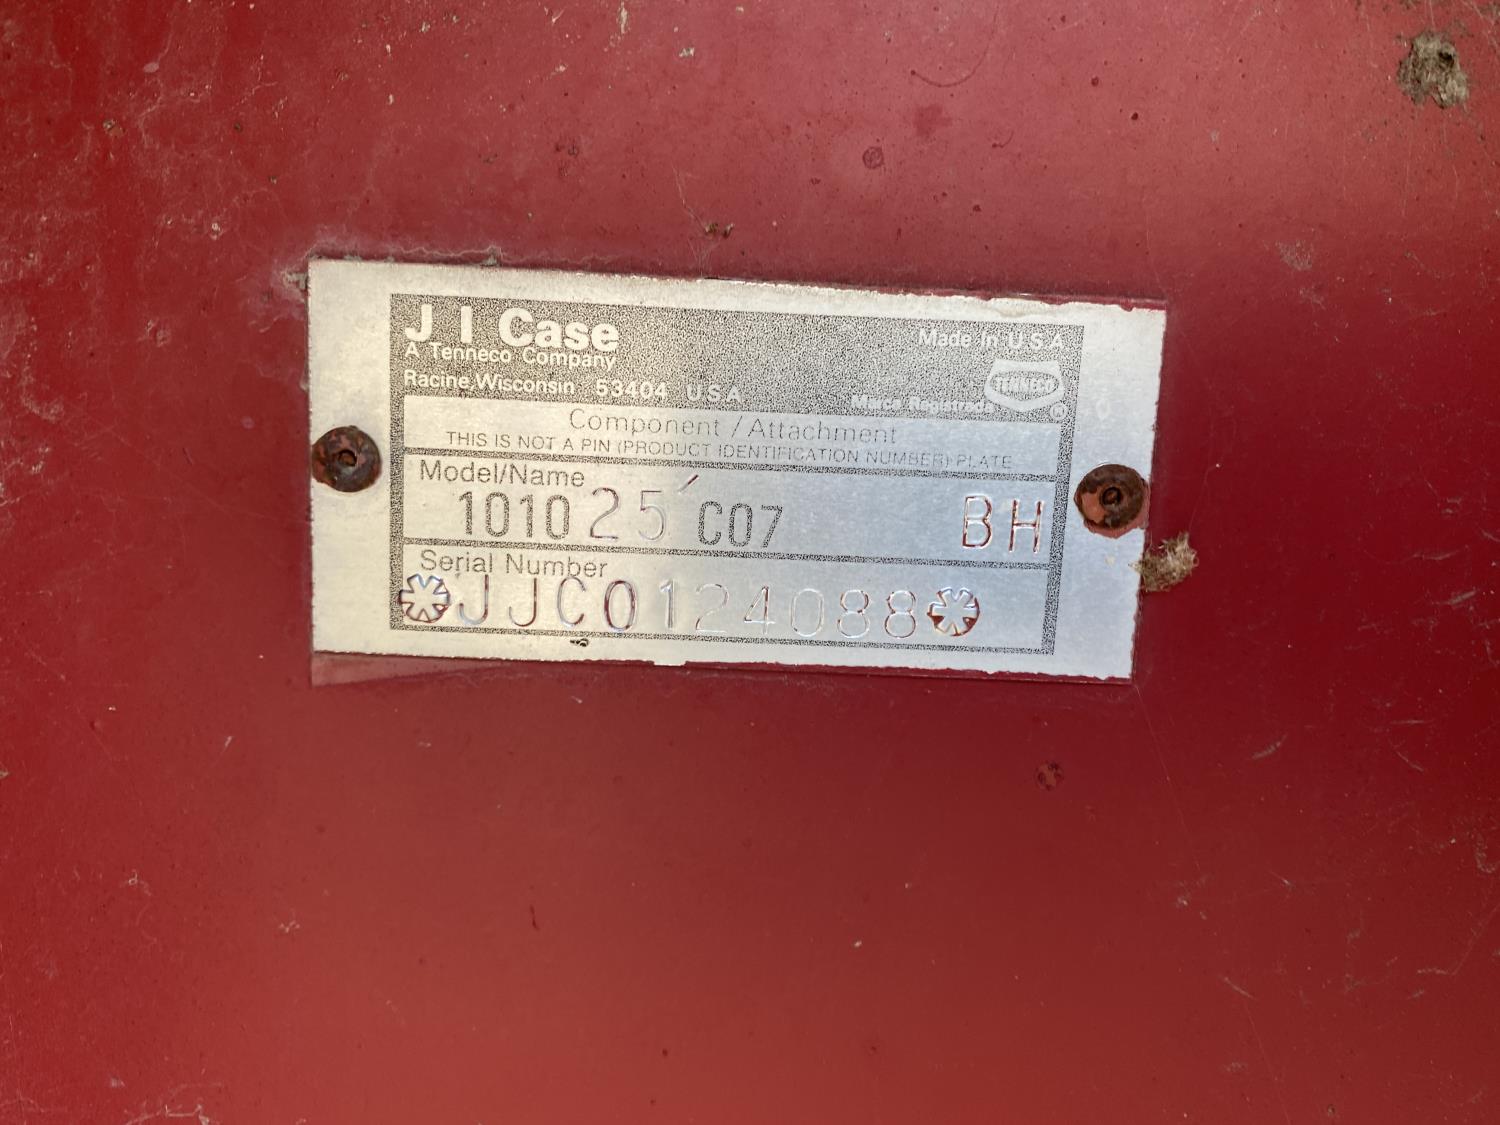 J I Case
A Tenneco Company
Racine Wisconsin 53404 U S A
Made In U S A
TENNECO
Marca Registrada ®
Component / Attachment
THIS IS NOT A PIN (PRODUCT IDENTIFICATION NUMBER) PLATE
Model/Name
1010 25' C07 BH
Serial Number
*JJC0124088*